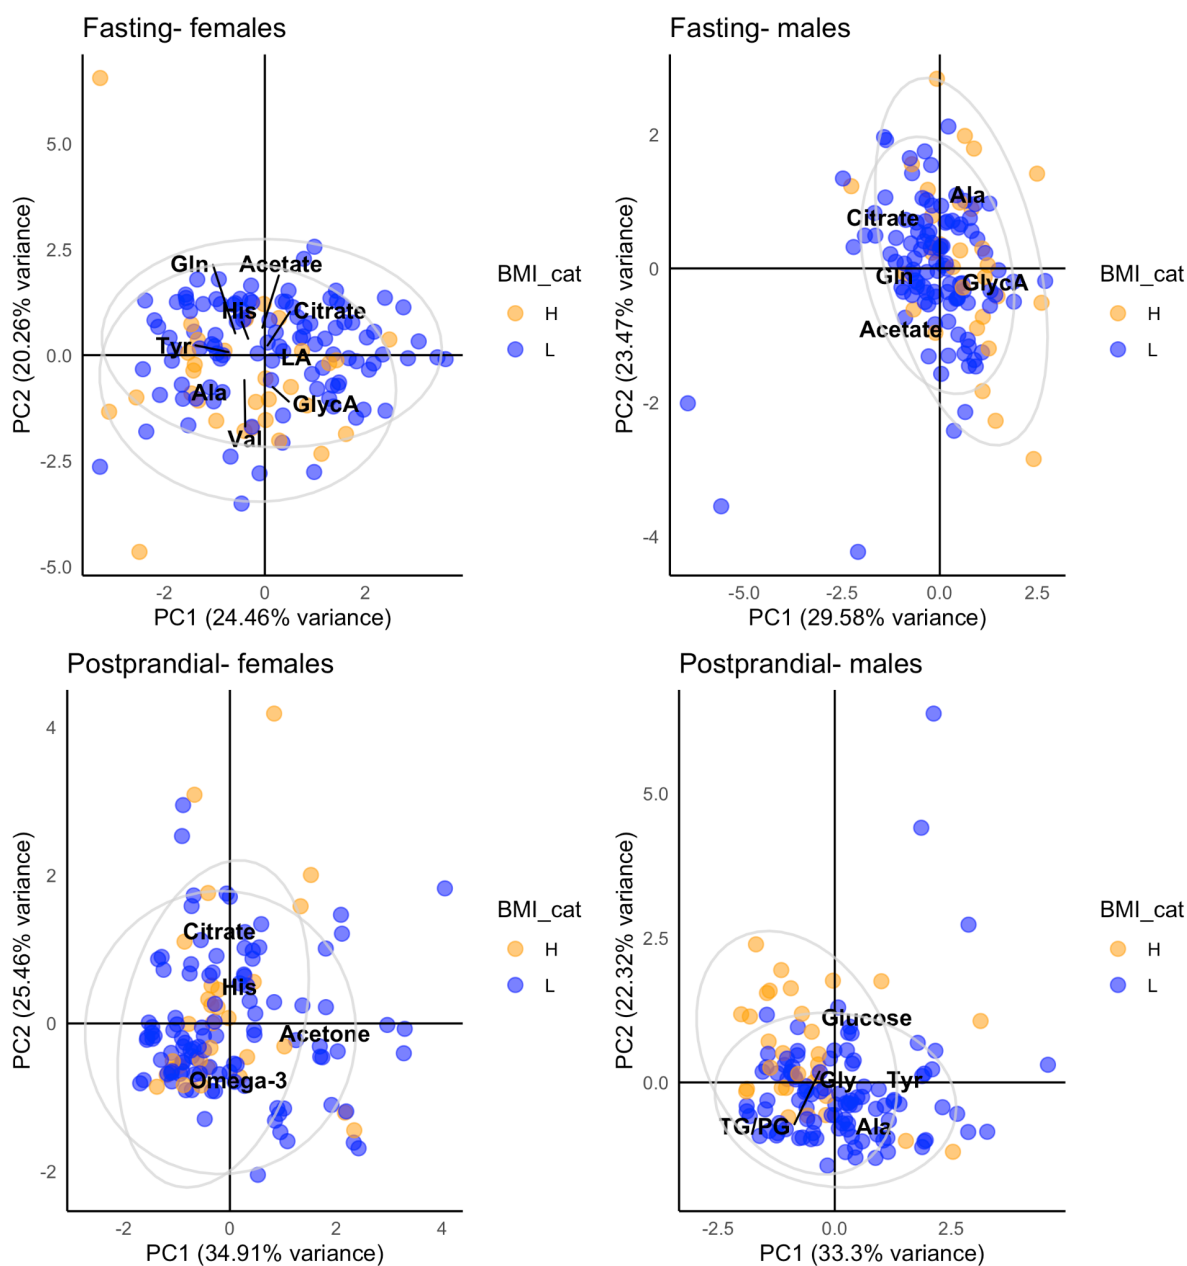 Fasting- females
PC2 (20.26% variance)
5.0
2.5
0.0
-2.5
-5.0
Gln
Acetate
His
Citrate
Tyr
LA
Ala
GlycA
Val
-2
0
2
PC1 (24.46% variance)
BMI_cat
H
L
Fasting- males
PC2 (23.47% variance)
2
0
-2
-4
Ala
Citrate
Gln
GlycA
Acetate
-5.0
-2.5
0.0
2.5
PC1 (29.58% variance)
BMI_cat
H
L
Postprandial- females
PC2 (25.46% variance)
4
2
0
-2
Citrate
His
Acetone
Omega-3
-2
0
2
4
PC1 (34.91% variance)
BMI_cat
H
L
Postprandial- males
PC2 (22.32% variance)
5.0
2.5
0.0
Glucose
Gly
Tyr
TG/PG
Ala
-2.5
0.0
2.5
PC1 (33.3% variance)
BMI_cat
H
L